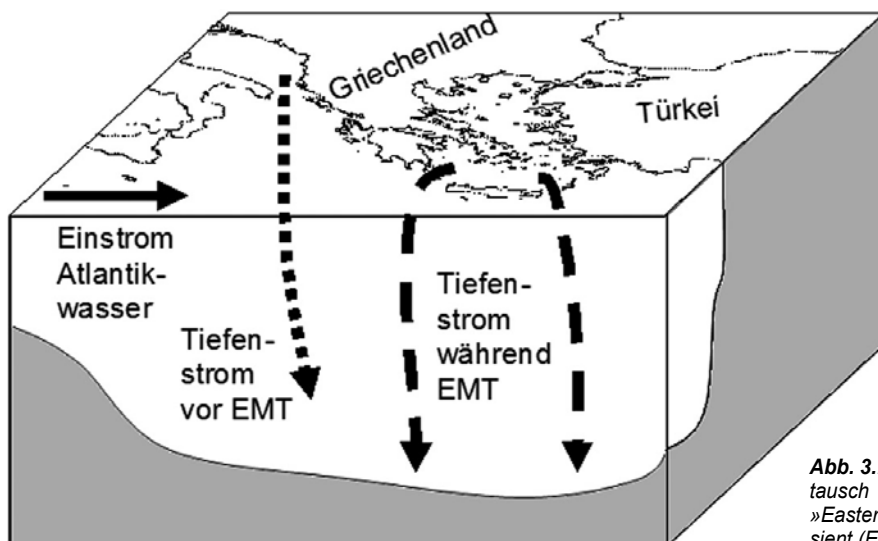 Griechenland
Türkei
Einstrom
Atlantik-
wasser
Tiefen-
strom
vor EMT
Tiefen-
strom
während
EMT
Abb. 3.
tausch
»Easter
sient (E